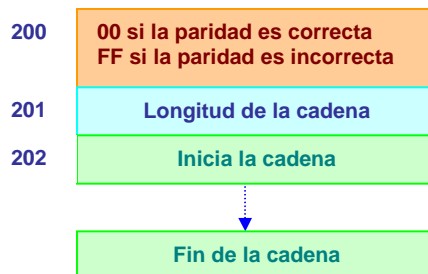 200 00 si la paridad es correcta
FF si la paridad es incorrecta
201 Longitud de la cadena
202 Inicia la cadena
Fin de la cadena